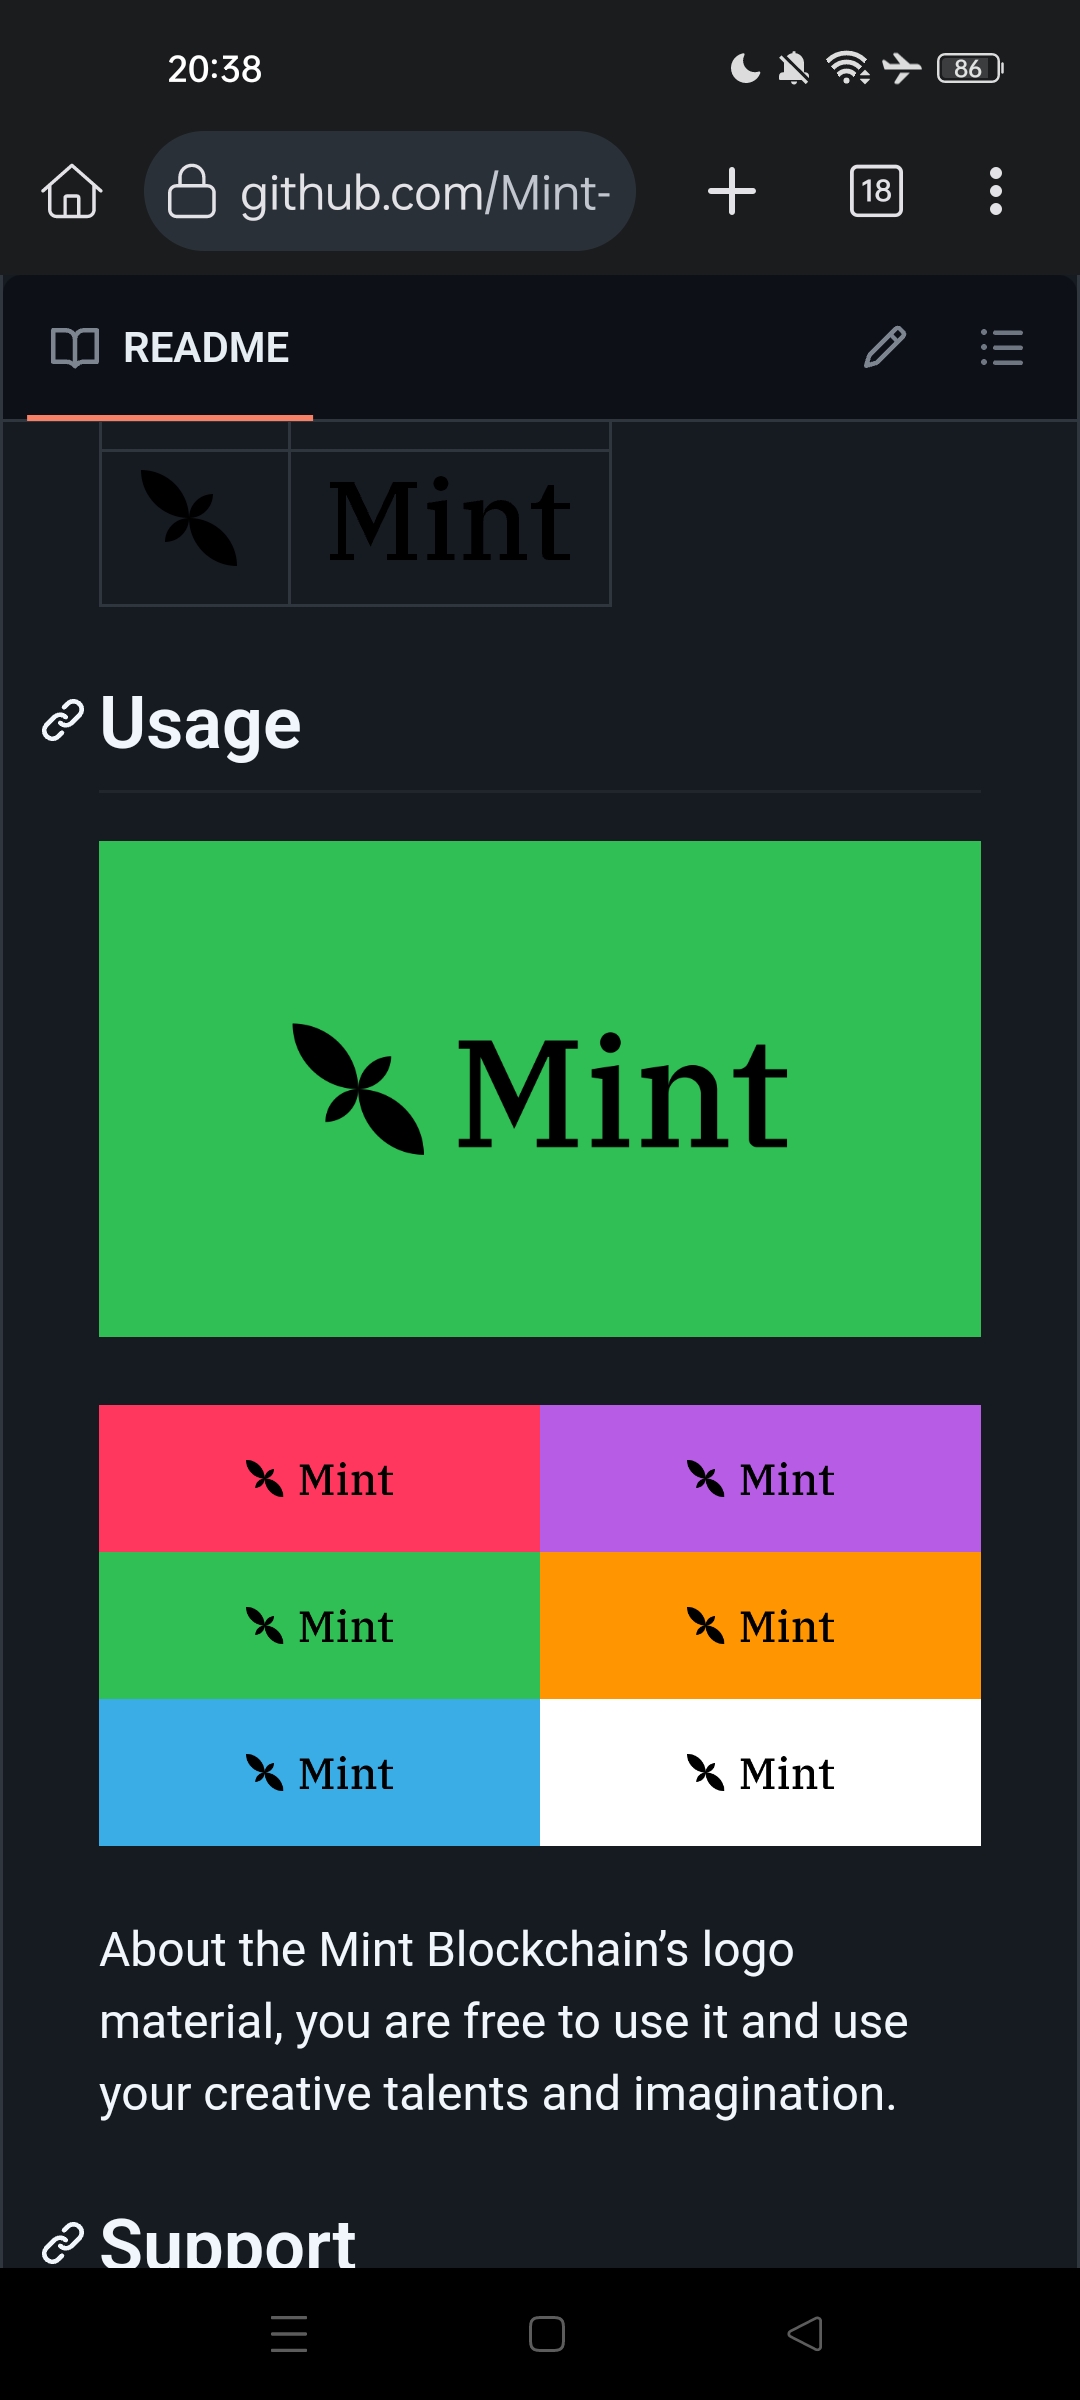 20:38
86
github.com/Mint-
18
README
Mint
Usage
Mint
Mint Mint
Mint Mint
Mint Mint
About the Mint Blockchain’s logo
material, you are free to use it and use
your creative talents and imagination.
Support